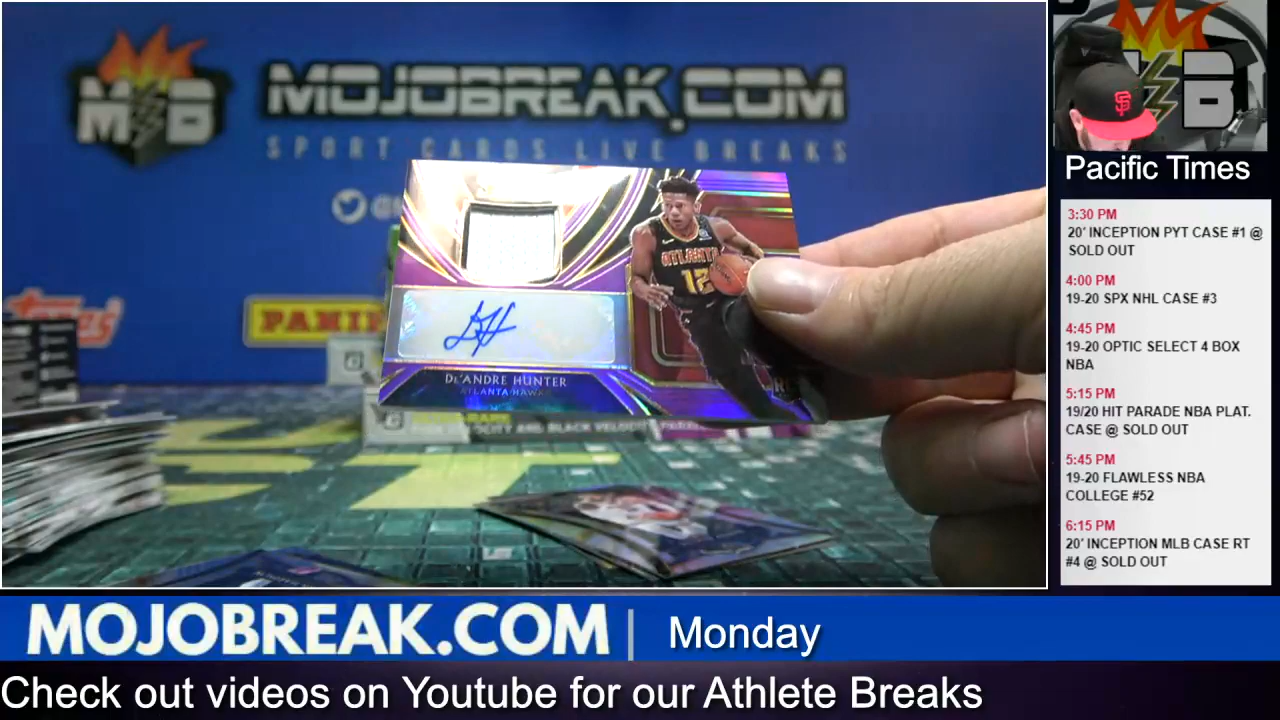 MOJOBREAK.COM
SPORT CARDS LIVE BREAKS
M B
Topps
PANINI
ATLANTA
12
DE'ANDRE HUNTER
ATLANTA HAWKS
SF
B
Pacific Times
3:30 PM
20' INCEPTION PYT CASE #1 @
SOLD OUT
4:00 PM
19-20 SPX NHL CASE #3
4:45 PM
19-20 OPTIC SELECT 4 BOX
NBA
5:15 PM
19/20 HIT PARADE NBA PLAT.
CASE @ SOLD OUT
5:45 PM
19-20 FLAWLESS NBA
COLLEGE #52
6:15 PM
20' INCEPTION MLB CASE RT
#4 @ SOLD OUT
MOJOBREAK.COM | Monday
Check out videos on Youtube for our Athlete Breaks